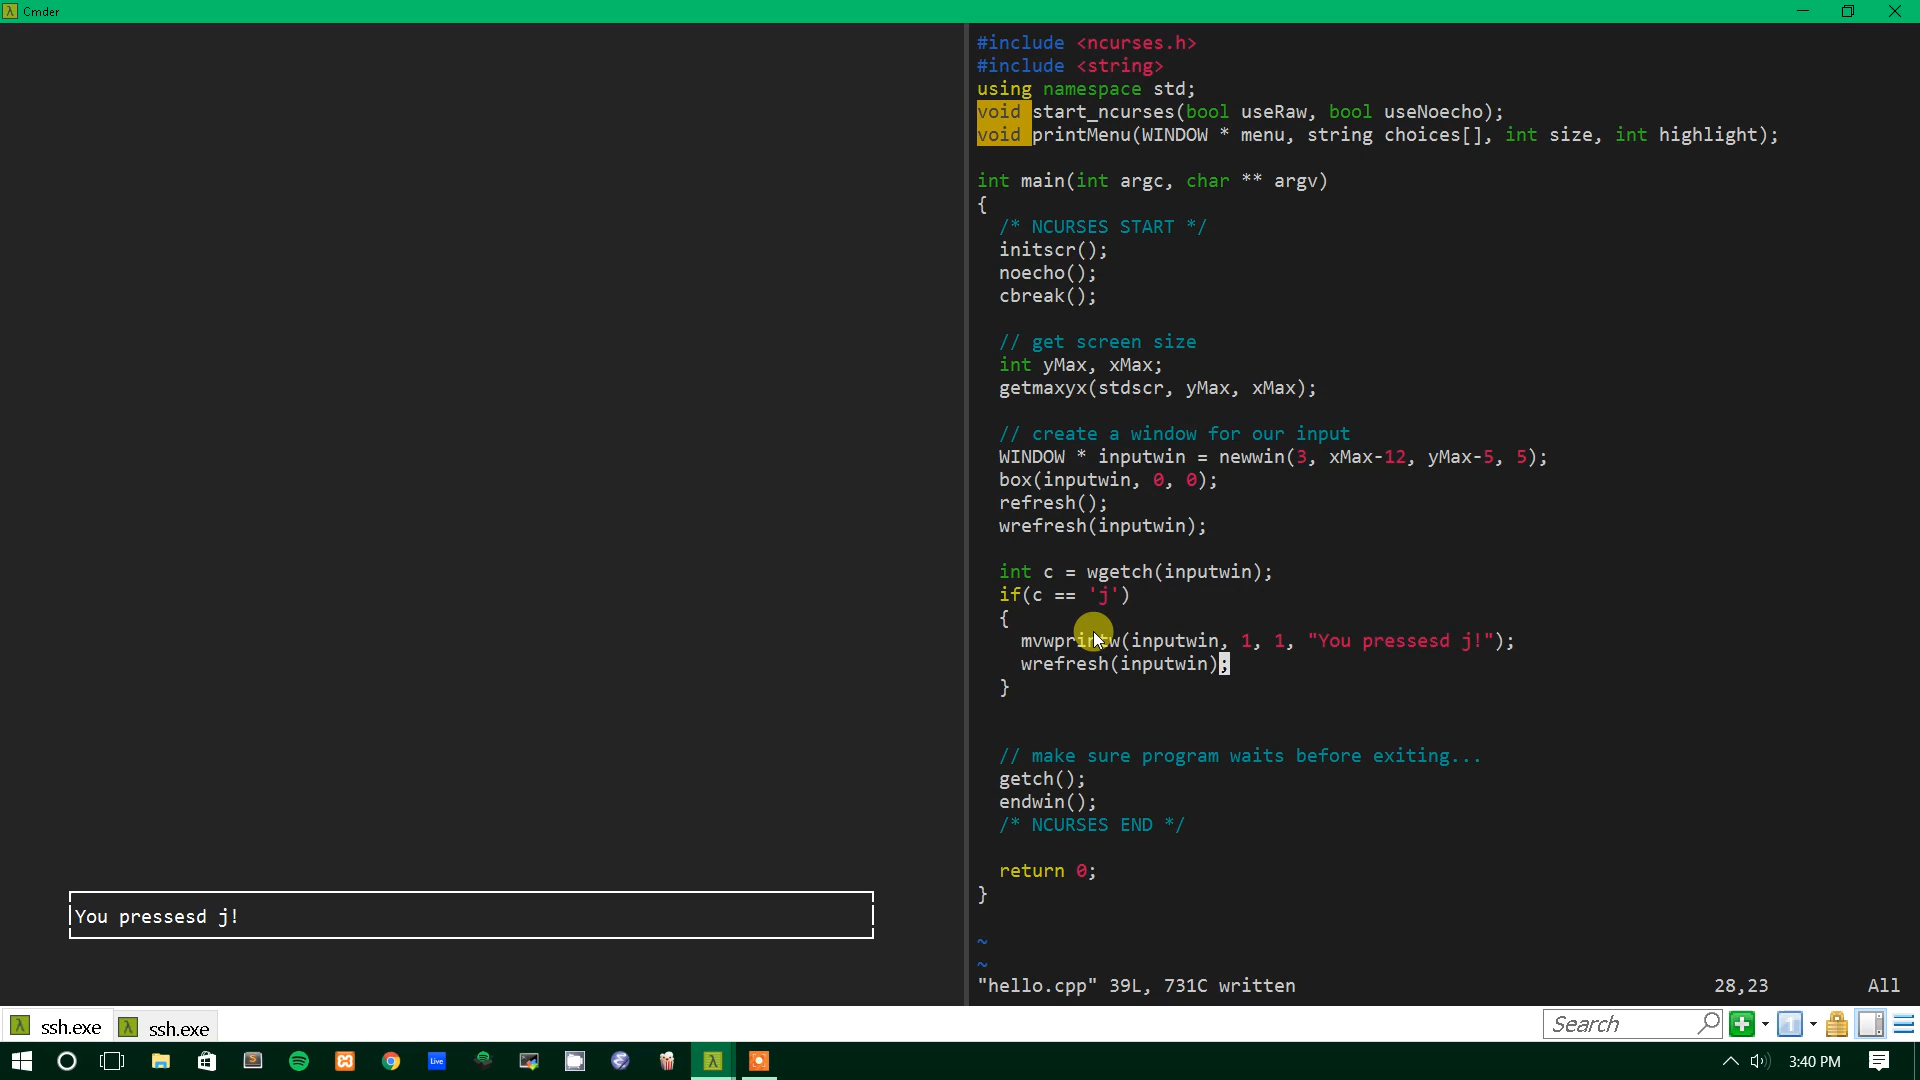 Cmder
You pressesd j!
#include <ncurses.h>
#include <string>
using namespace std;
void start_ncurses(bool useRaw, bool useNoecho);
void printMenu(WINDOW * menu, string choices[], int size, int highlight);
int main(int argc, char ** argv)
{
/* NCURSES START */
initscr();
noecho();
cbreak();
// get screen size
int yMax, xMax;
getmaxyx(stdscr, yMax, xMax);
// create a window for our input
WINDOW * inputwin = newwin(3, xMax-12, yMax-5, 5);
box(inputwin, 0, 0);
refresh();
wrefresh(inputwin);
int c = wgetch(inputwin);
if(c == 'j')
{
mvwprintw(inputwin, 1, 1, "You pressesd j!");
wrefresh(inputwin);
}
// make sure program waits before exiting...
getch();
endwin();
/* NCURSES END */
return 0;
}
~
~
"hello.cpp" 39L, 731C written 28,23 All
ssh.exe ssh.exe Search
Live 3:40 PM